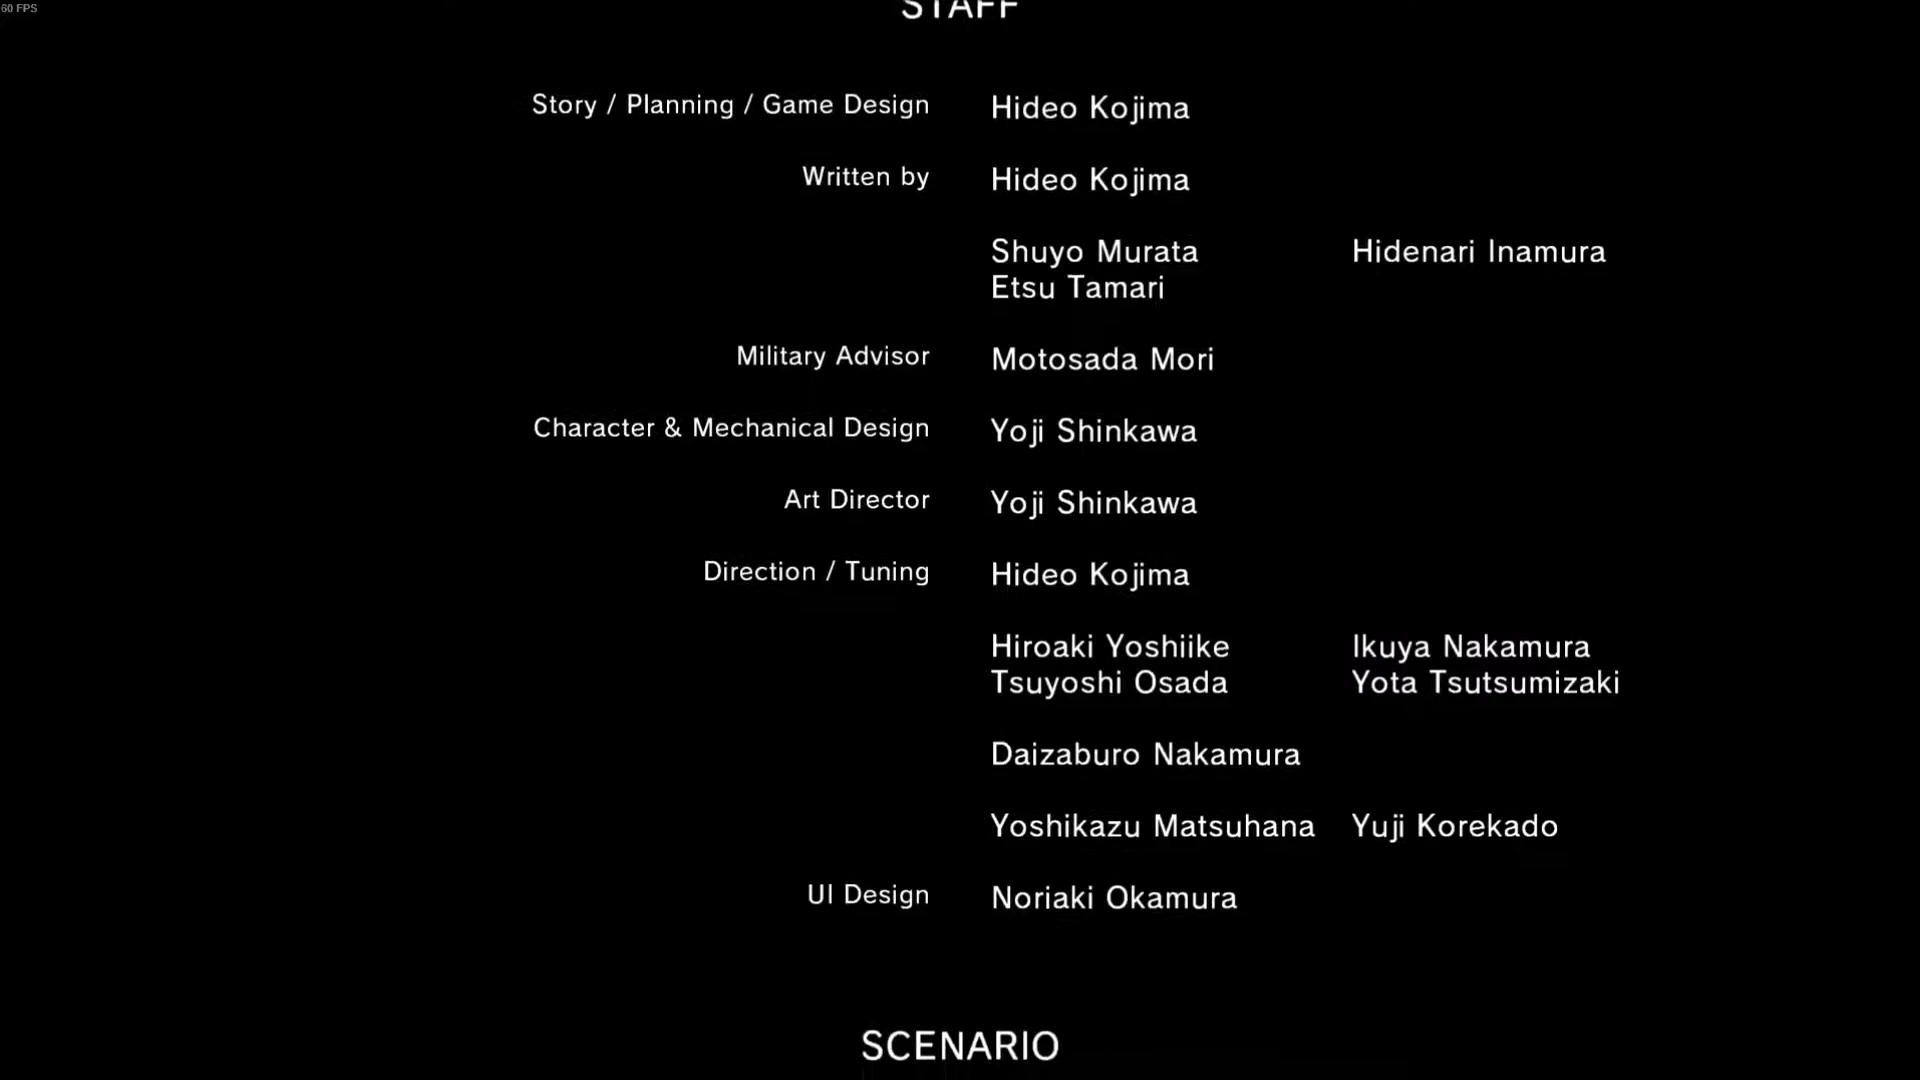 60 FPS
STAFF
Story / Planning / Game Design Hideo Kojima
Written by Hideo Kojima
Shuyo Murata Hidenari Inamura
Etsu Tamari
Military Advisor Motosada Mori
Character & Mechanical Design Yoji Shinkawa
Art Director Yoji Shinkawa
Direction / Tuning Hideo Kojima
Hiroaki Yoshiike Ikuya Nakamura
Tsuyoshi Osada Yota Tsutsumizaki
Daizaburo Nakamura
Yoshikazu Matsuhana Yuji Korekado
UI Design Noriaki Okamura
SCENARIO